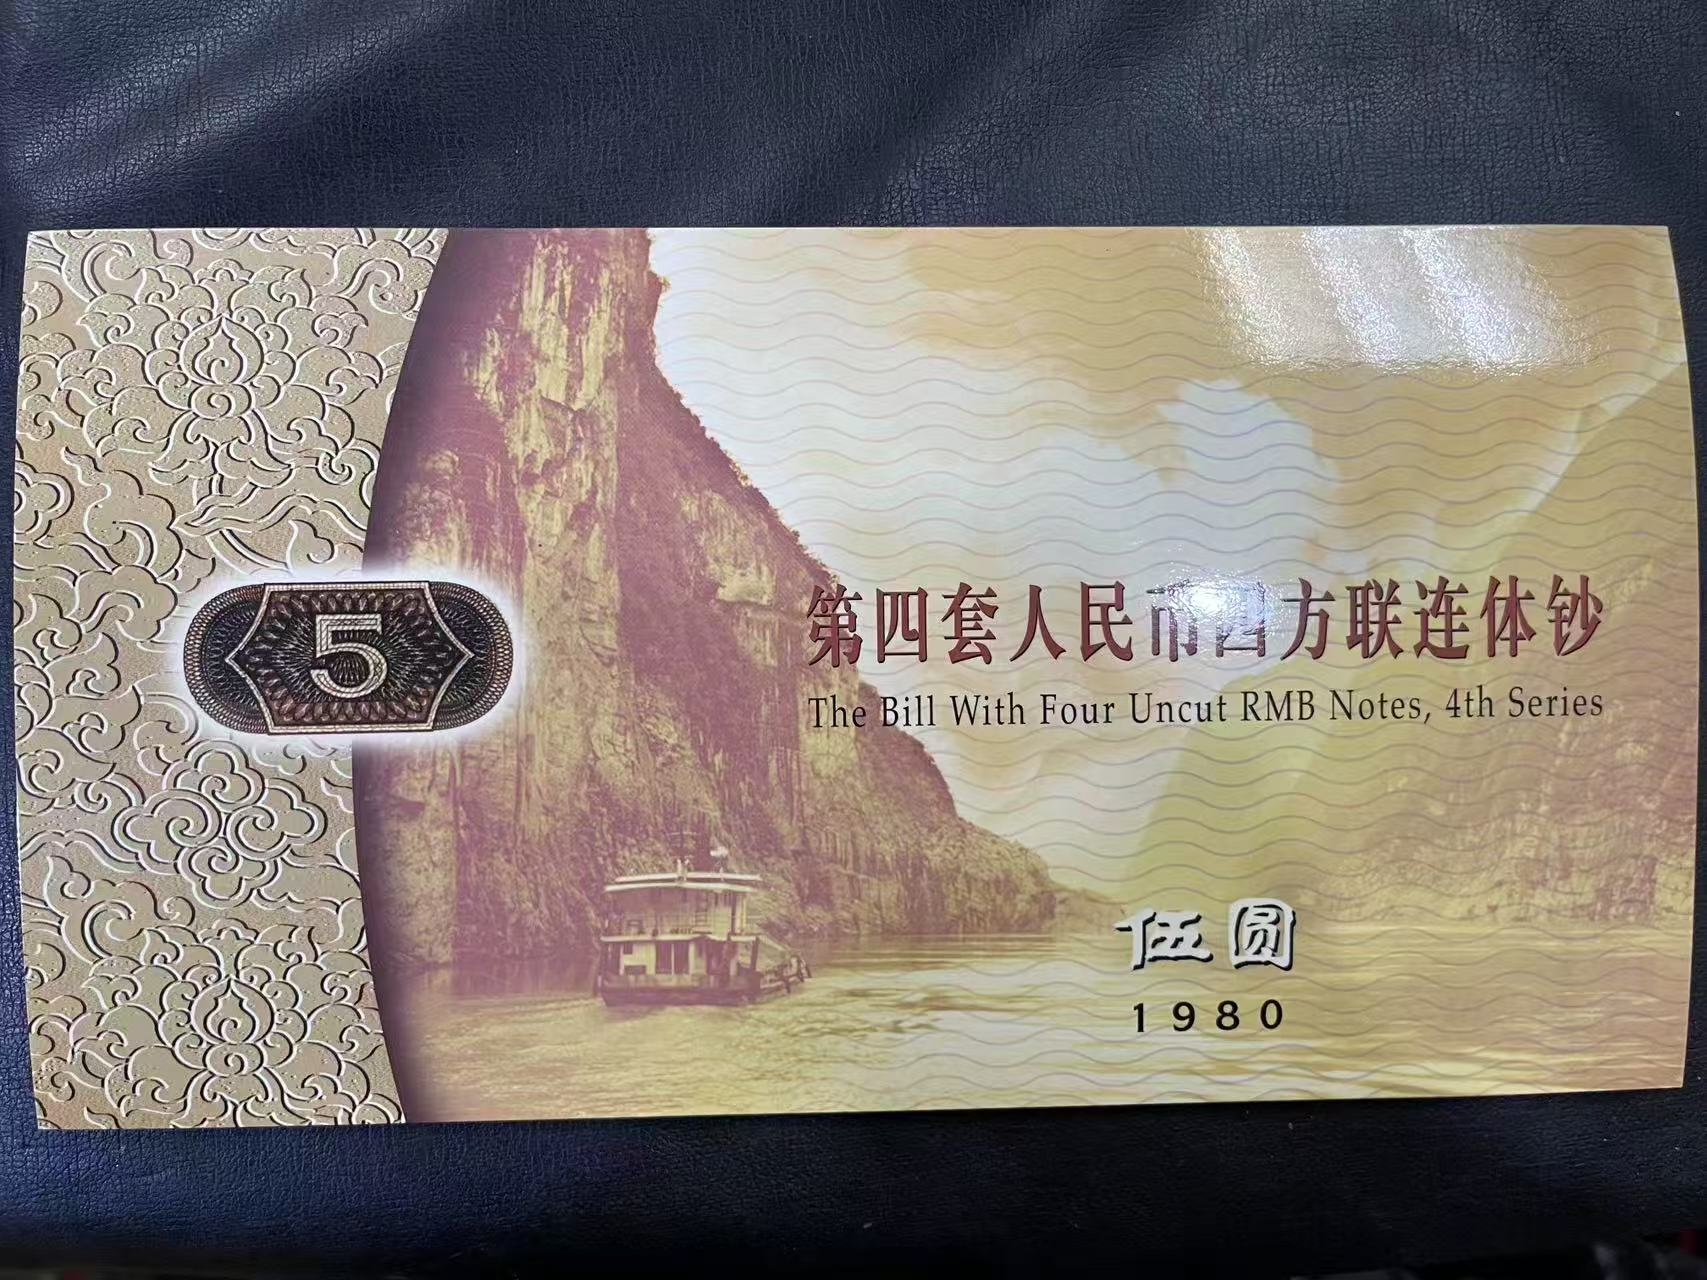 5
第四套人民币四方联连体钞
The Bill With Four Uncut RMB Notes, 4th Series
伍圆
1980